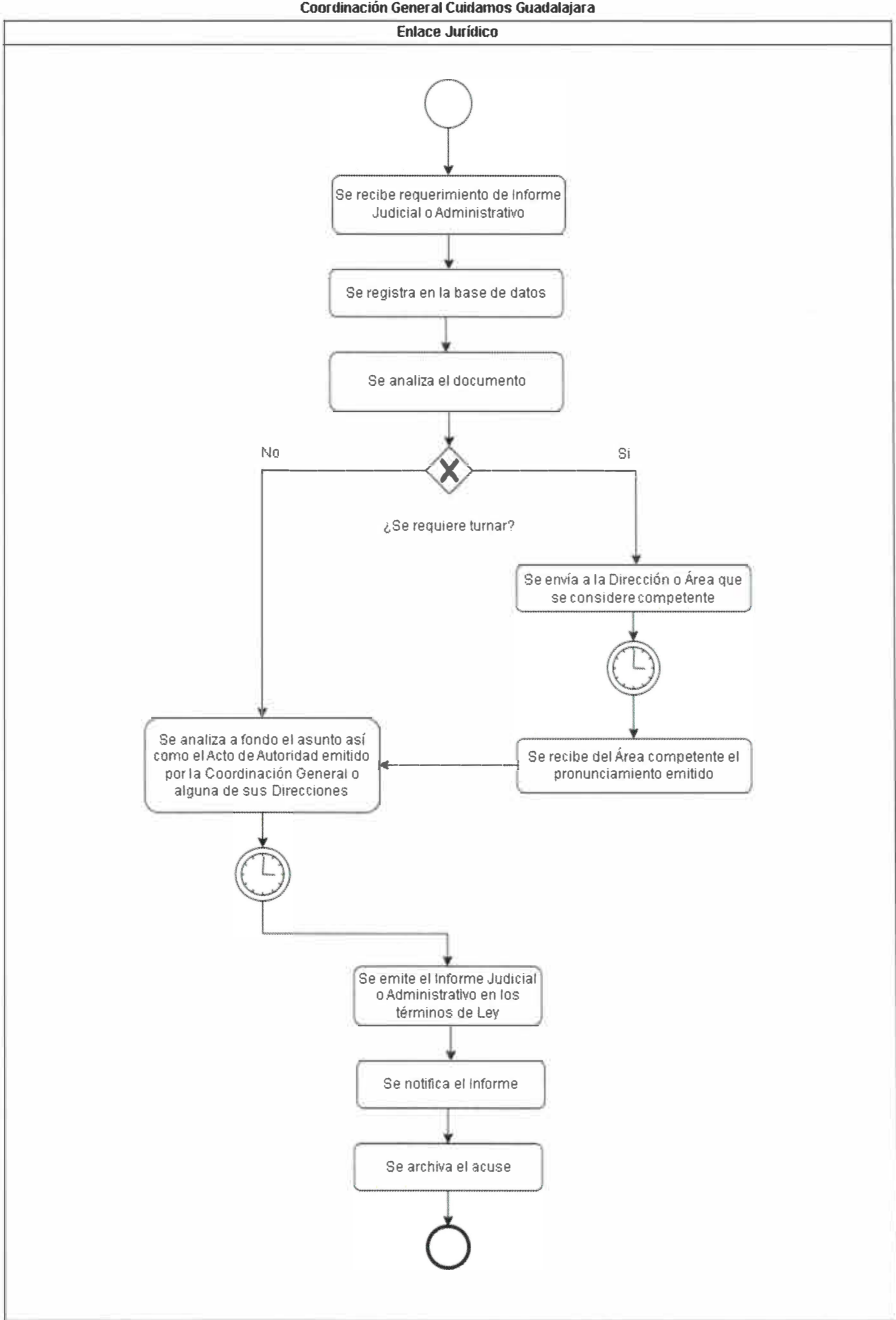 Coordinación General Cuidamos Guadalajara
Enlace Jurídico
Se recibe requerimiento de Informe
Judicial o Administrativo
Se registra en la base de datos
Se analiza el documento
No
Si
¿Se requiere turnar?
Se envía a la Dirección o Área que
se considere competente
Se analiza a fondo el asunto así
como el Acto de Autoridad emitido
por la Coordinación General o
alguna de sus Direcciones
Se recibe del Área competente el
pronunciamiento emitido
Se emite el Informe Judicial
o Administrativo en los
términos de Ley
Se notifica el Informe
Se archiva el acuse